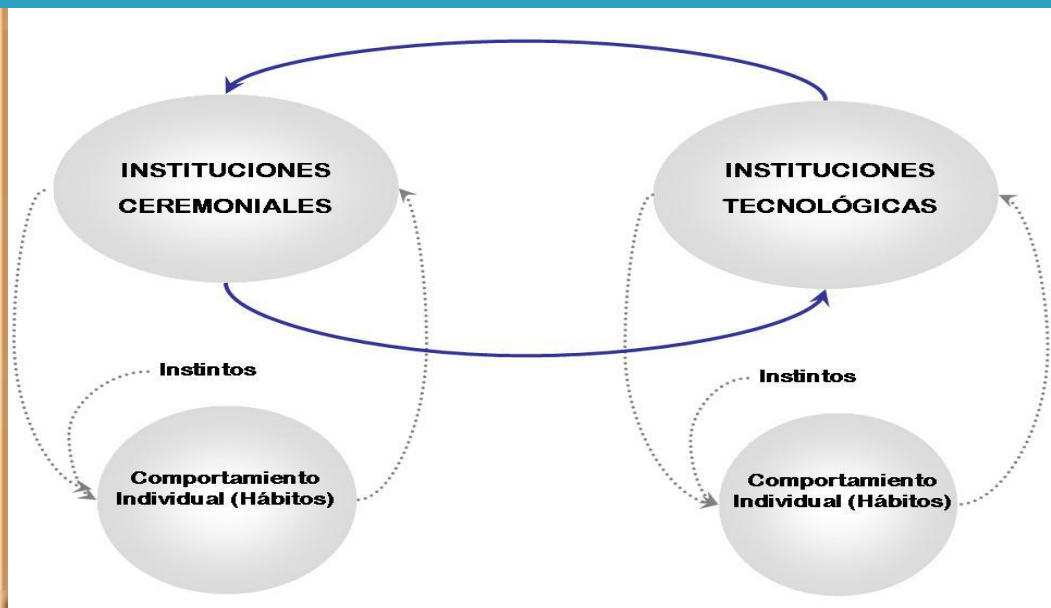 INSTITUCIONES
CEREMONIALES
INSTITUCIONES
TECNOLÓGICAS
Instintos
Instintos
Comportamiento
Individual (Hábitos)
Comportamiento
Individual (Hábitos)